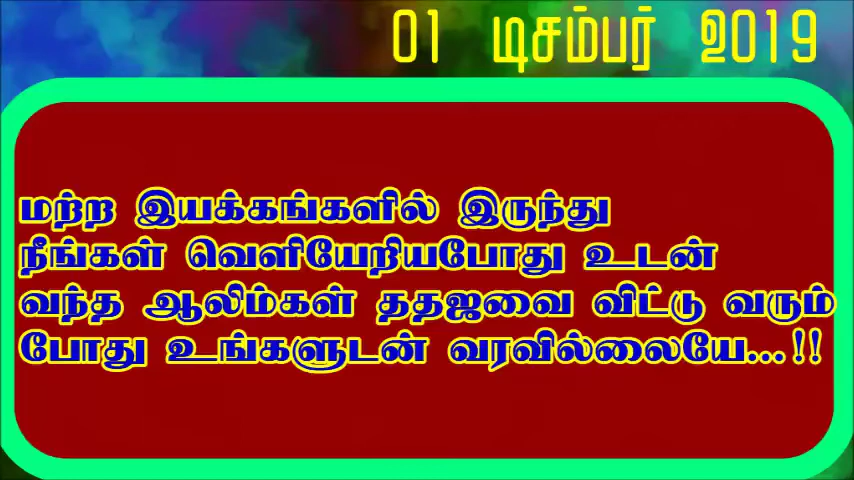 01 டிசம்பர் 2019
மற்ற இயக்கங்களில் இருந்து
நீங்கள் வெளியேறியபோது உடன்
வந்த ஆலிம்கள் ததஜவை விட்டு வரும்
போது உங்களுடன் வரவில்லையே...!!